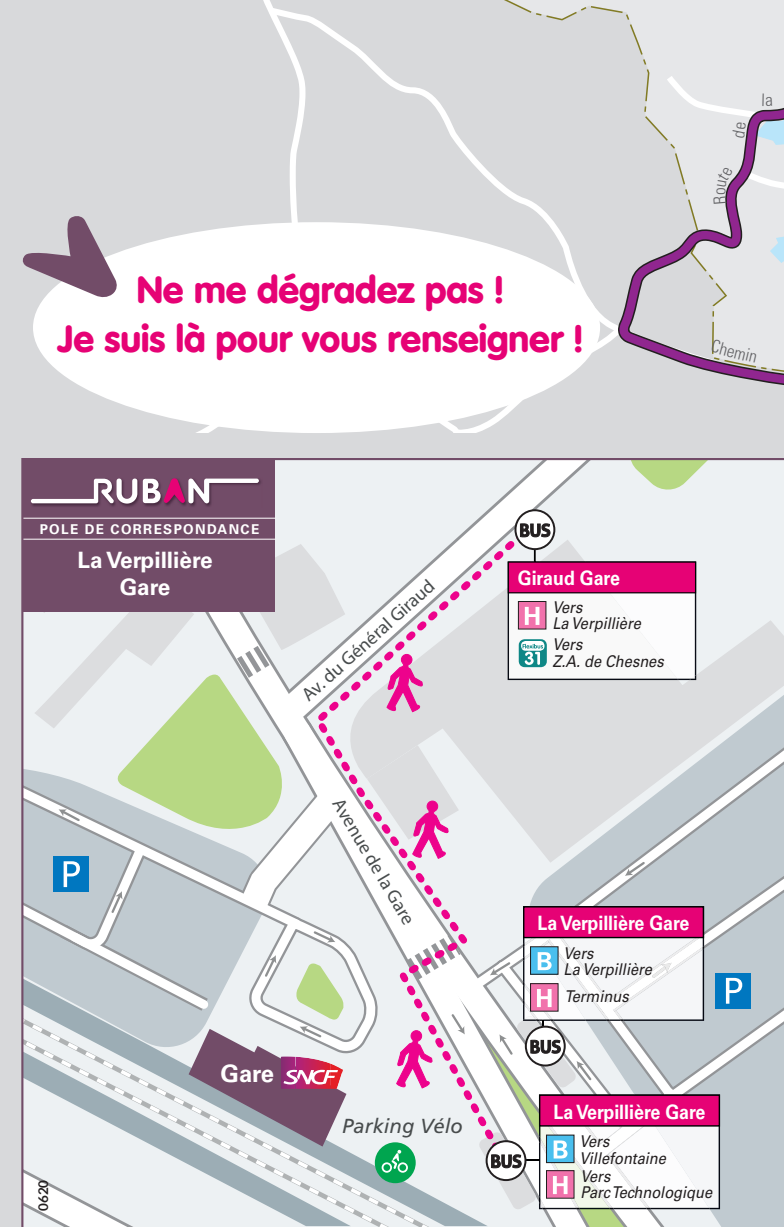 la
de
Route
Chemin
Ne me dégradez pas !
Je suis là pour vous renseigner !
RUBAN
POLE DE CORRESPONDANCE
La Verpillière
Gare
BUS
Giraud Gare
H Vers
La Verpillière
Flexibus
31 Vers
Z.A. de Chesnes
Av. du Général Giraud
Avenue de la Gare
P
La Verpillière Gare
B Vers
La Verpillière
H Terminus
P
BUS
Gare SNCF
Parking Vélo
BUS
La Verpillière Gare
B Vers
Villefontaine
H Vers
Parc Technologique
0620